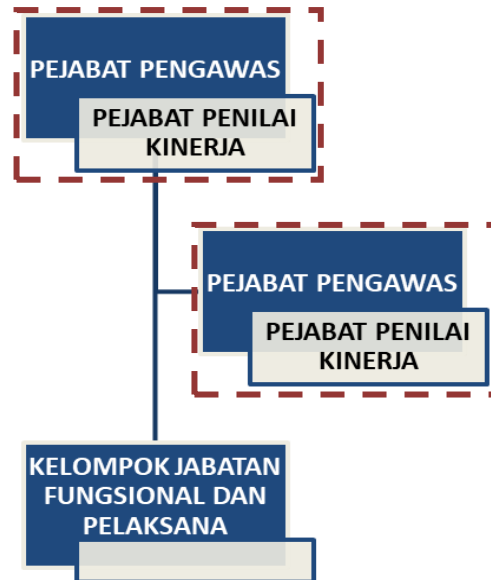 PEJABAT PENGAWAS
PEJABAT PENILAI
KINERJA
PEJABAT PENGAWAS
PEJABAT PENILAI
KINERJA
KELOMPOK JABATAN
FUNGSIONAL DAN
PELAKSANA